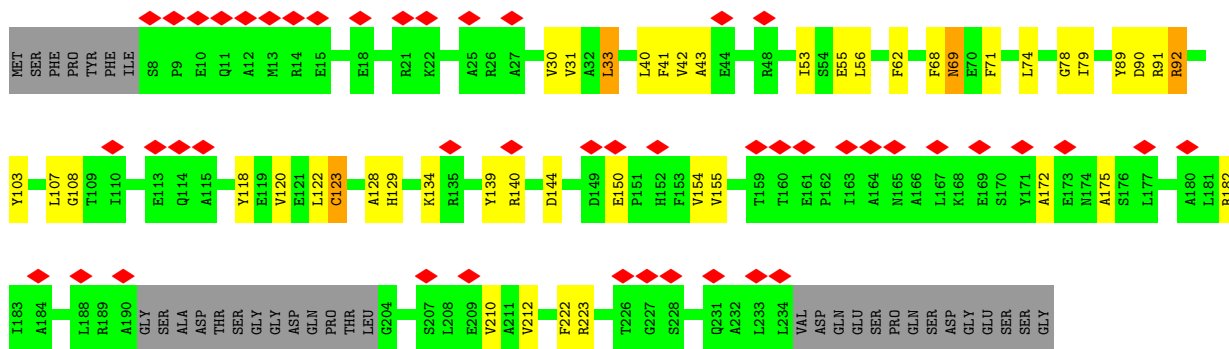 MET SER PHE PRO TYR PHE ILE S8 P9 E10 Q11 A12 M13 R14 E15 E18 R21 K22 A25 R26 A27 V30 V31 A32 L33 L40 F41 V42 A43 E44 R48 I53 S54 E55 L56 F62 F68 N69 E70 F71 L74 G78 I79 Y89 D90 R91 R92
Y103 L107 G108 T109 I110 E113 Q114 A115 Y118 E119 V120 E121 L122 C123 A128 H129 K134 R135 Y139 R140 D144 D149 E150 P151 H152 F153 V154 V155 T159 T160 E161 P162 I163 A164 N165 A166 L167 K168 E169 S170 Y171 A172 E173 N174 A175 S176 L177 A180 L181 R182
I183 A184 L188 R189 A190 GLY SER ALA ASP THR SER GLY GLY ASP GLN PRO THR LEU G204 S207 L208 E209 V210 A211 V212 F222 R223 T226 G227 S228 Q231 A232 L233 L234 VAL ASP GLN GLU SER PRO GLN SER ASP GLY GLU SER SER GLY